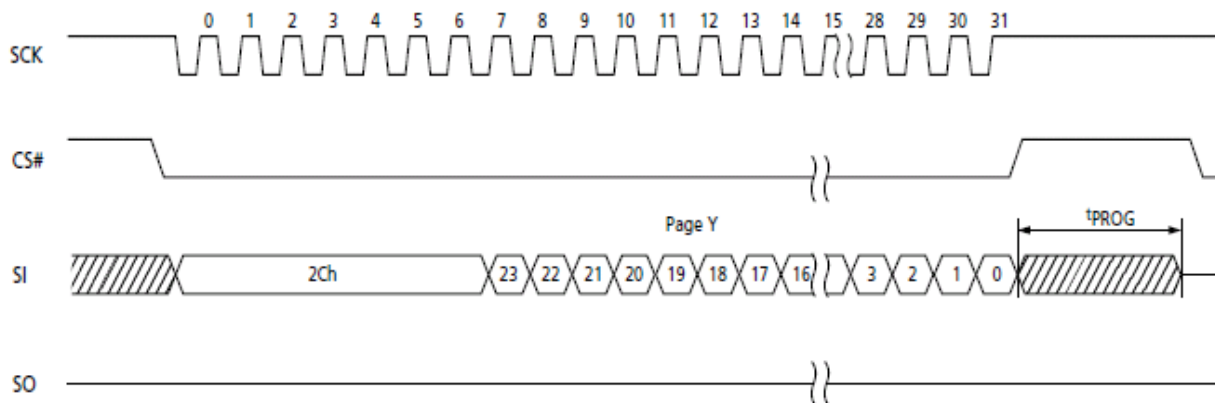 0 1 2 3 4 5 6 7 8 9 10 11 12 13 14 15 28 29 30 31
SCK
CS#
Page Y
tPROG
SI 2Ch 23 22 21 20 19 18 17 16 3 2 1 0
SO